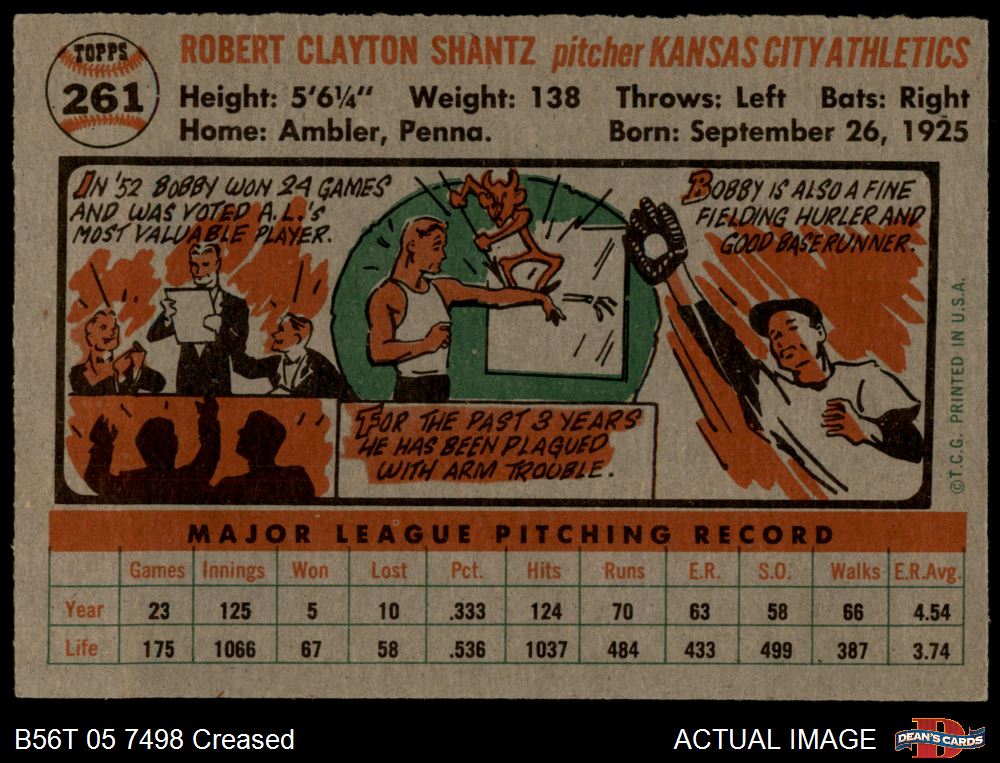 TOPPS
261
ROBERT CLAYTON SHANTZ pitcher KANSAS CITY ATHLETICS
Height: 5'6¼" Weight: 138 Throws: Left Bats: Right
Home: Ambler, Penna. Born: September 26, 1925
IN '52 BOBBY WON 24 GAMES
AND WAS VOTED A.L.'S
MOST VALUABLE PLAYER.
FOR THE PAST 3 YEARS
HE HAS BEEN PLAGUED
WITH ARM TROUBLE.
BOBBY IS ALSO A FINE
FIELDING HURLER AND
GOOD BASERUNNER.
©T.C.G. PRINTED IN U.S.A.
MAJOR LEAGUE PITCHING RECORD
Games Innings Won Lost Pct. Hits Runs E.R. S.O. Walks E.R.Avg.
Year 23 125 5 10 .333 124 70 63 58 66 4.54
Life 175 1066 67 58 .536 1037 484 433 499 387 3.74
B56T 05 7498 Creased
ACTUAL IMAGE
DEAN'S CARDS